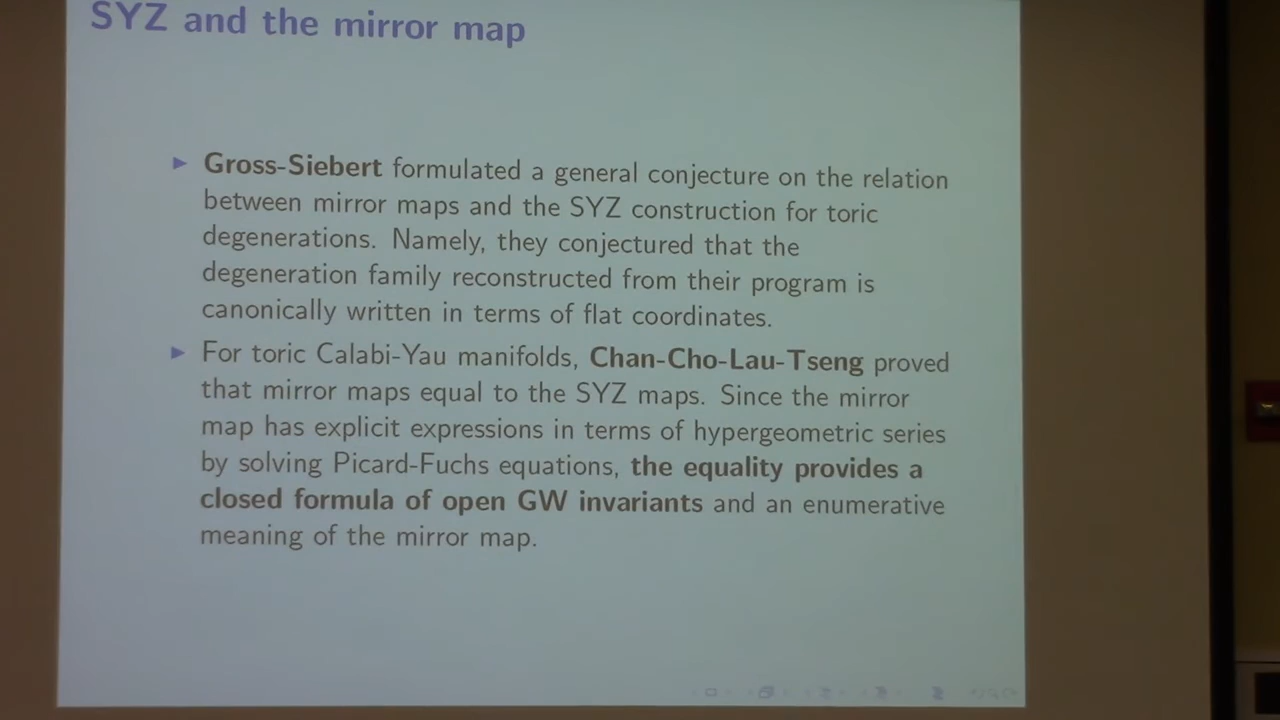 SYZ and the mirror map
▶ Gross-Siebert formulated a general conjecture on the relation
between mirror maps and the SYZ construction for toric
degenerations. Namely, they conjectured that the
degeneration family reconstructed from their program is
canonically written in terms of flat coordinates.
▶ For toric Calabi-Yau manifolds, Chan-Cho-Lau-Tseng proved
that mirror maps equal to the SYZ maps. Since the mirror
map has explicit expressions in terms of hypergeometric series
by solving Picard-Fuchs equations, the equality provides a
closed formula of open GW invariants and an enumerative
meaning of the mirror map.